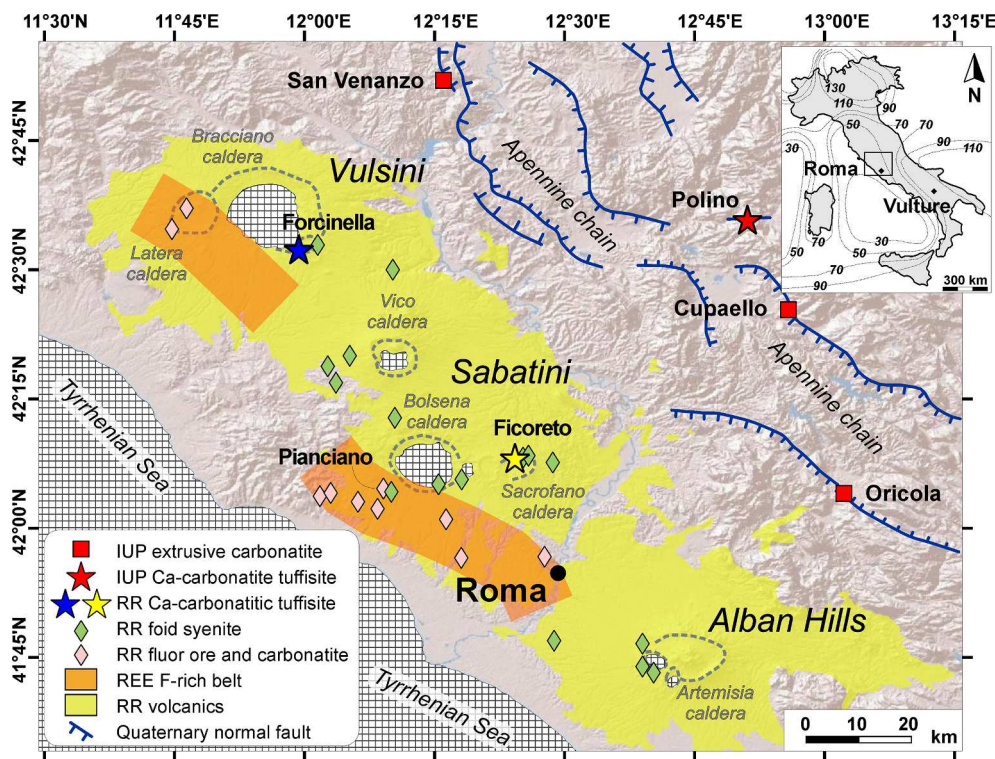 11°30'N
11°45'E
12°00'E
12°15'E
12°30'E
12°45'E
13°00'E
13°15'E
42°45'N
42°30'N
42°15'N
42°00'N
41°45'N
San Venanzo
Bracciano
caldera
Vulsini
Apennine chain
Forcinella
Latera
caldera
Polino
Vico
caldera
Cupaello
Sabatini
Apennine chain
Bolsena
caldera
Ficoreto
Pianciano
Sacrofano
caldera
Oricola
Tyrrhenian Sea
Roma
Alban Hills
Artemisia
caldera
Tyrrhenian Sea
130
110
90
50
70
70
90
110
30
N
Roma
Vulture
70
50
30
50
70
90
300 km
IUP extrusive carbonatite
IUP Ca-carbonatite tuffisite
RR Ca-carbonatitic tuffisite
RR foid syenite
RR fluor ore and carbonatite
REE F-rich belt
RR volcanics
Quaternary normal fault
0 10 20
km